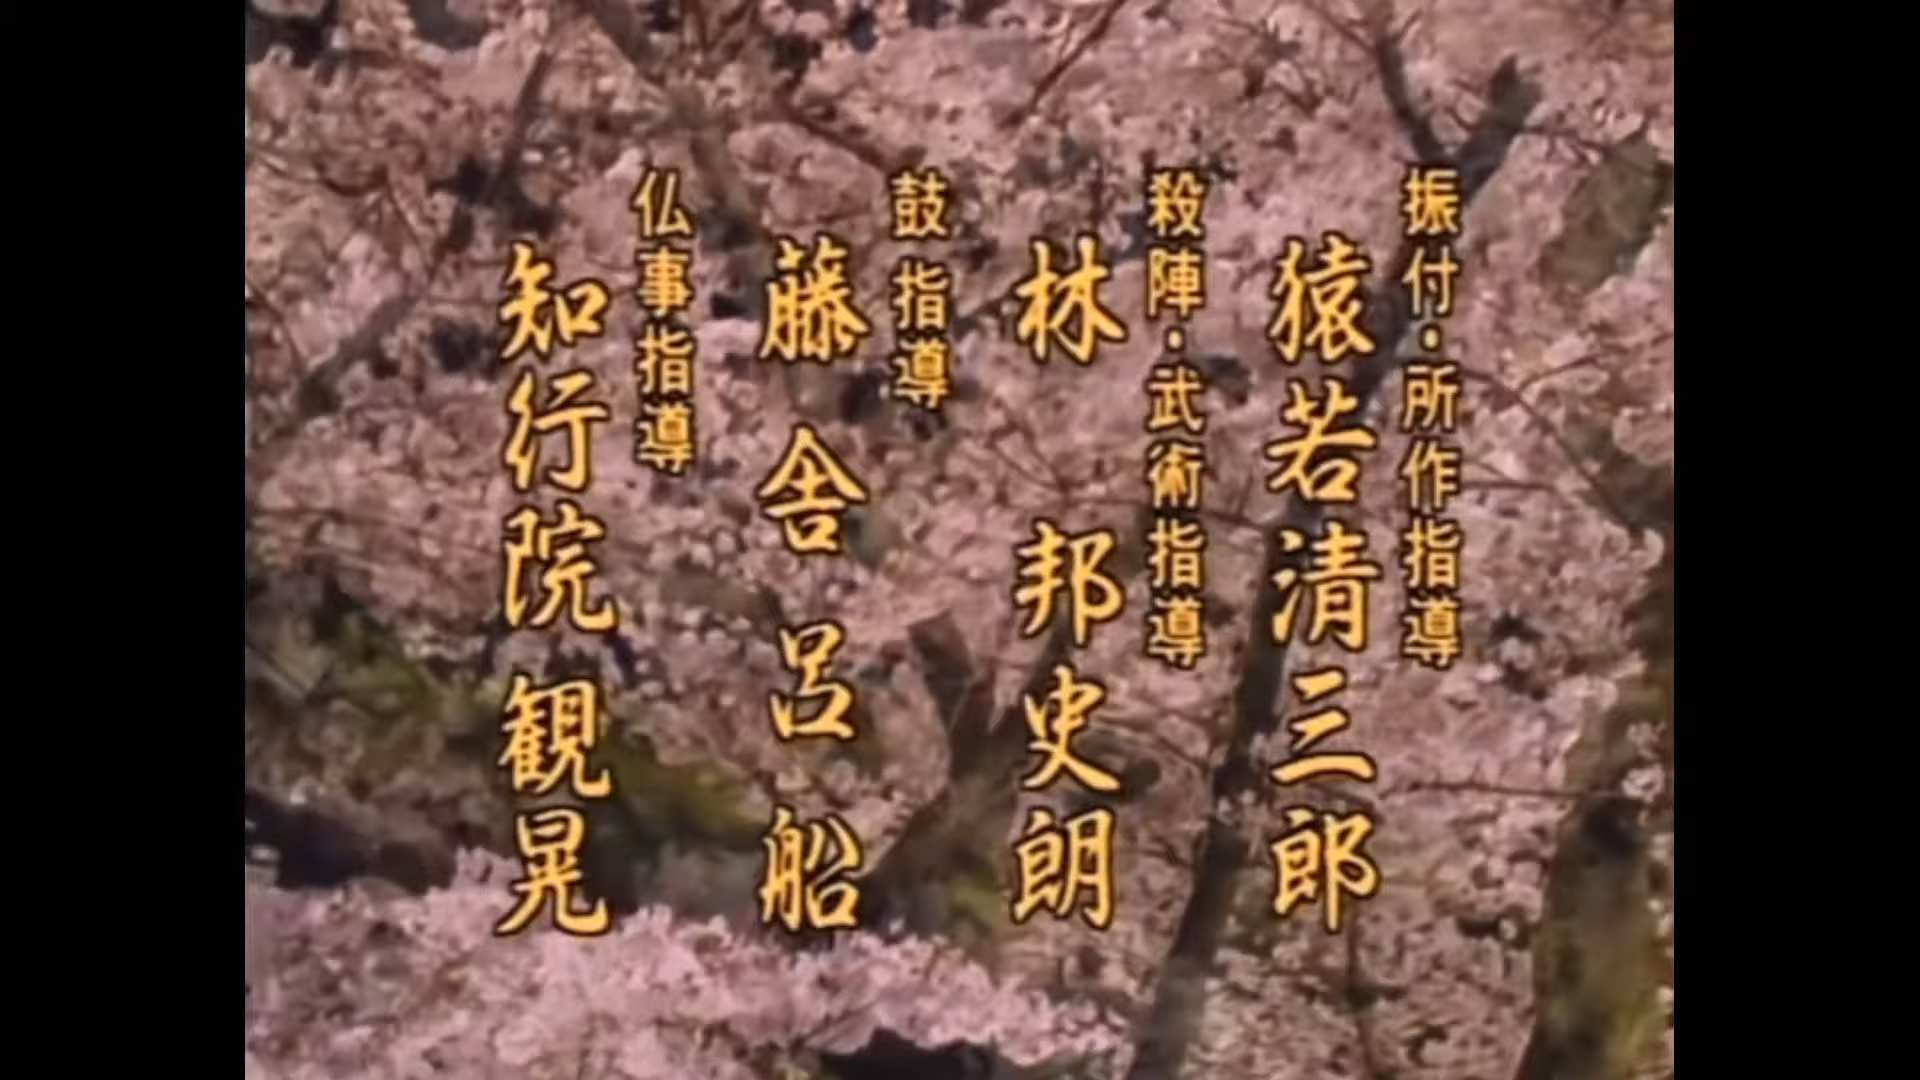 振付・所作指導
猿若清三郎
殺陣・武術指導
林邦史朗
鼓指導
藤舎呂船
仏事指導
知行院観晃